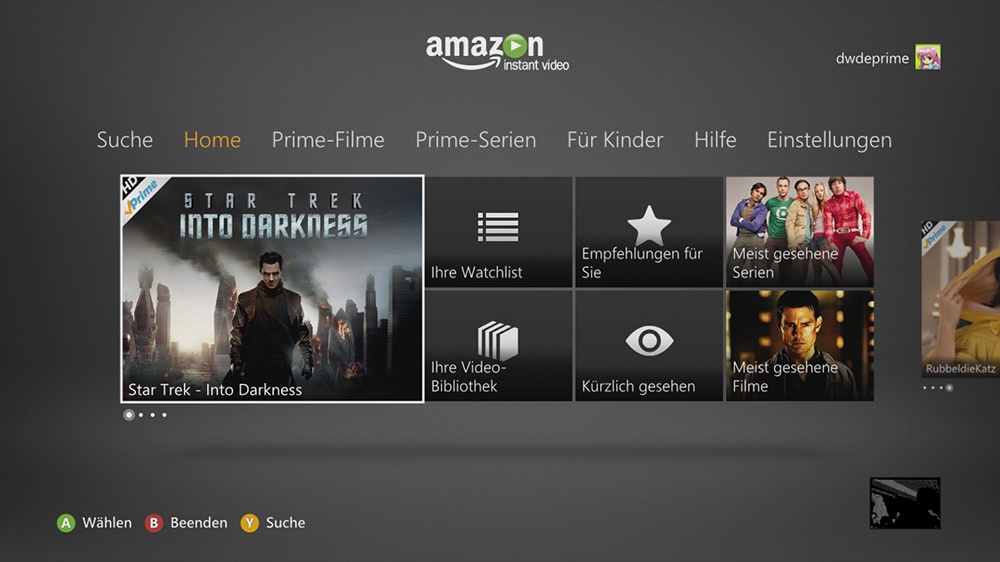 amazon
instant video
dwdeprime
Suche Home Prime-Filme Prime-Serien Für Kinder Hilfe Einstellungen
HD
Prime
STAR TREK
INTO DARKNESS
Star Trek - Into Darkness
Ihre Watchlist
Empfehlungen für
Sie
Meist gesehene
Serien
Ihre Video-
Bibliothek
Kürzlich gesehen
Meist gesehene
Filme
HD
Prime
RubbeldieKatz
A Wählen B Beenden Y Suche